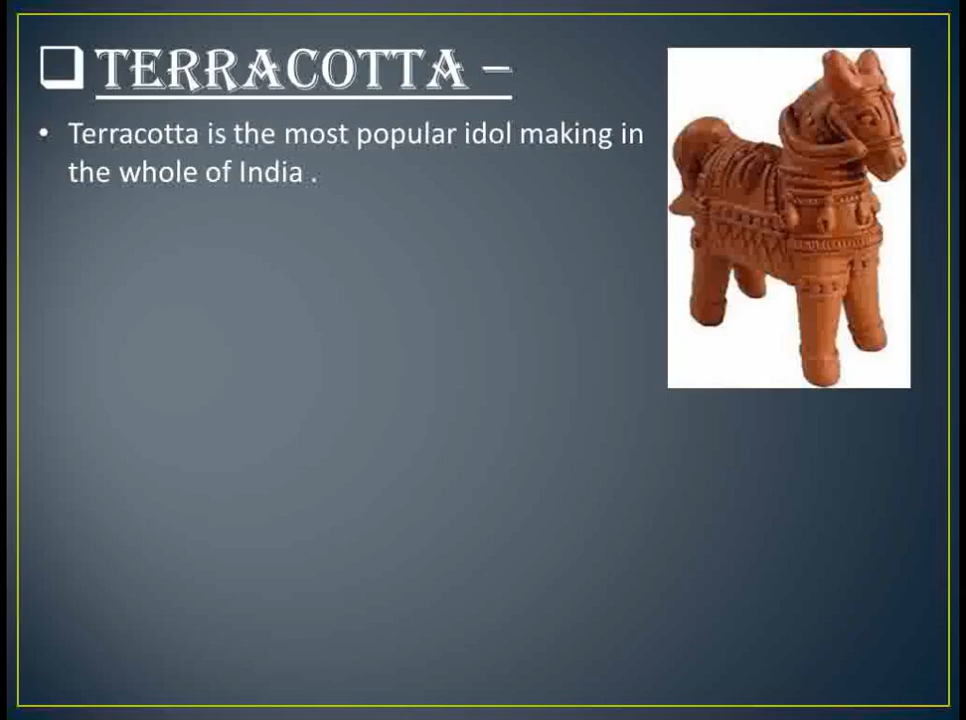 TERRACOTTA –
• Terracotta is the most popular idol making in
the whole of India .